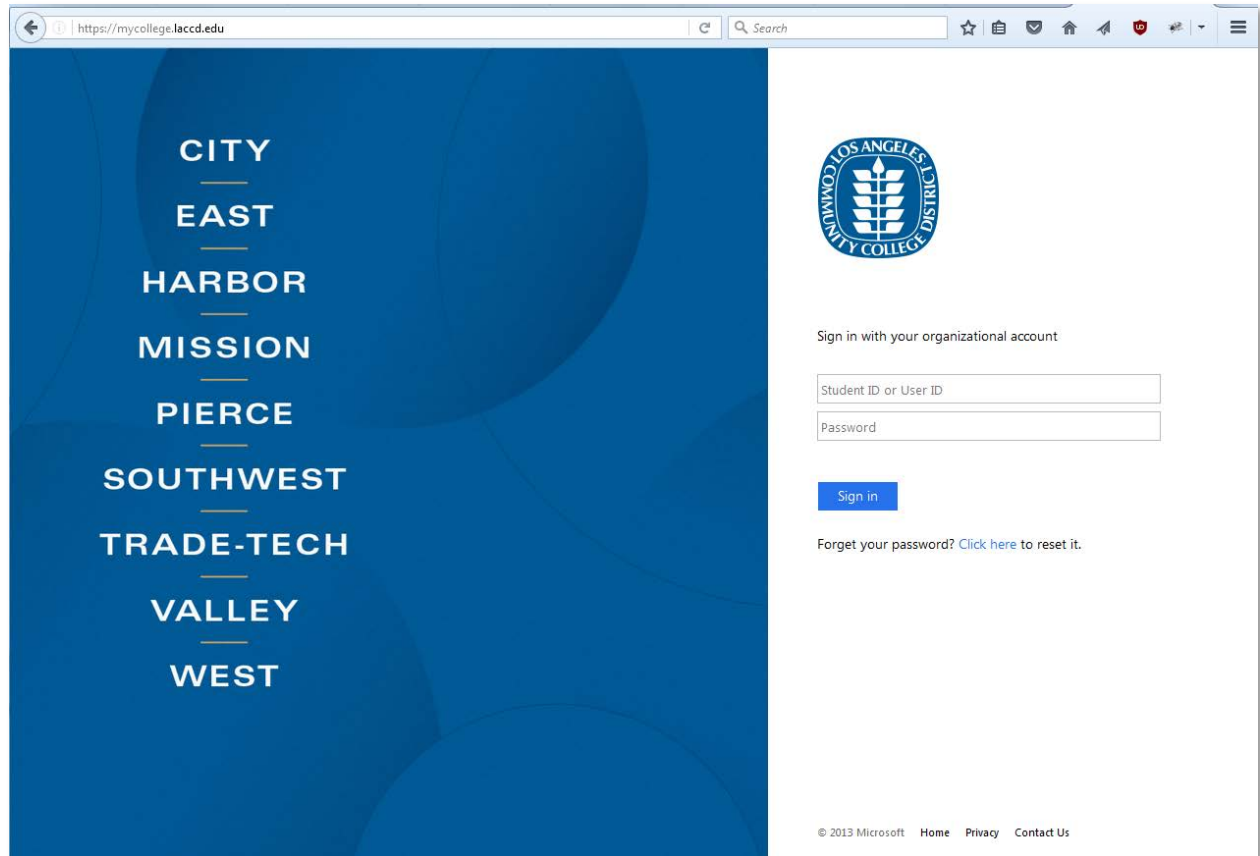 https://mycollege.laccd.edu
Search
CITY
EAST
HARBOR
MISSION
PIERCE
SOUTHWEST
TRADE-TECH
VALLEY
WEST
LOS ANGELES
COMMUNITY COLLEGE DISTRICT
Sign in with your organizational account
Student ID or User ID
Password
Sign in
Forget your password? Click here to reset it.
© 2013 Microsoft Home Privacy Contact Us